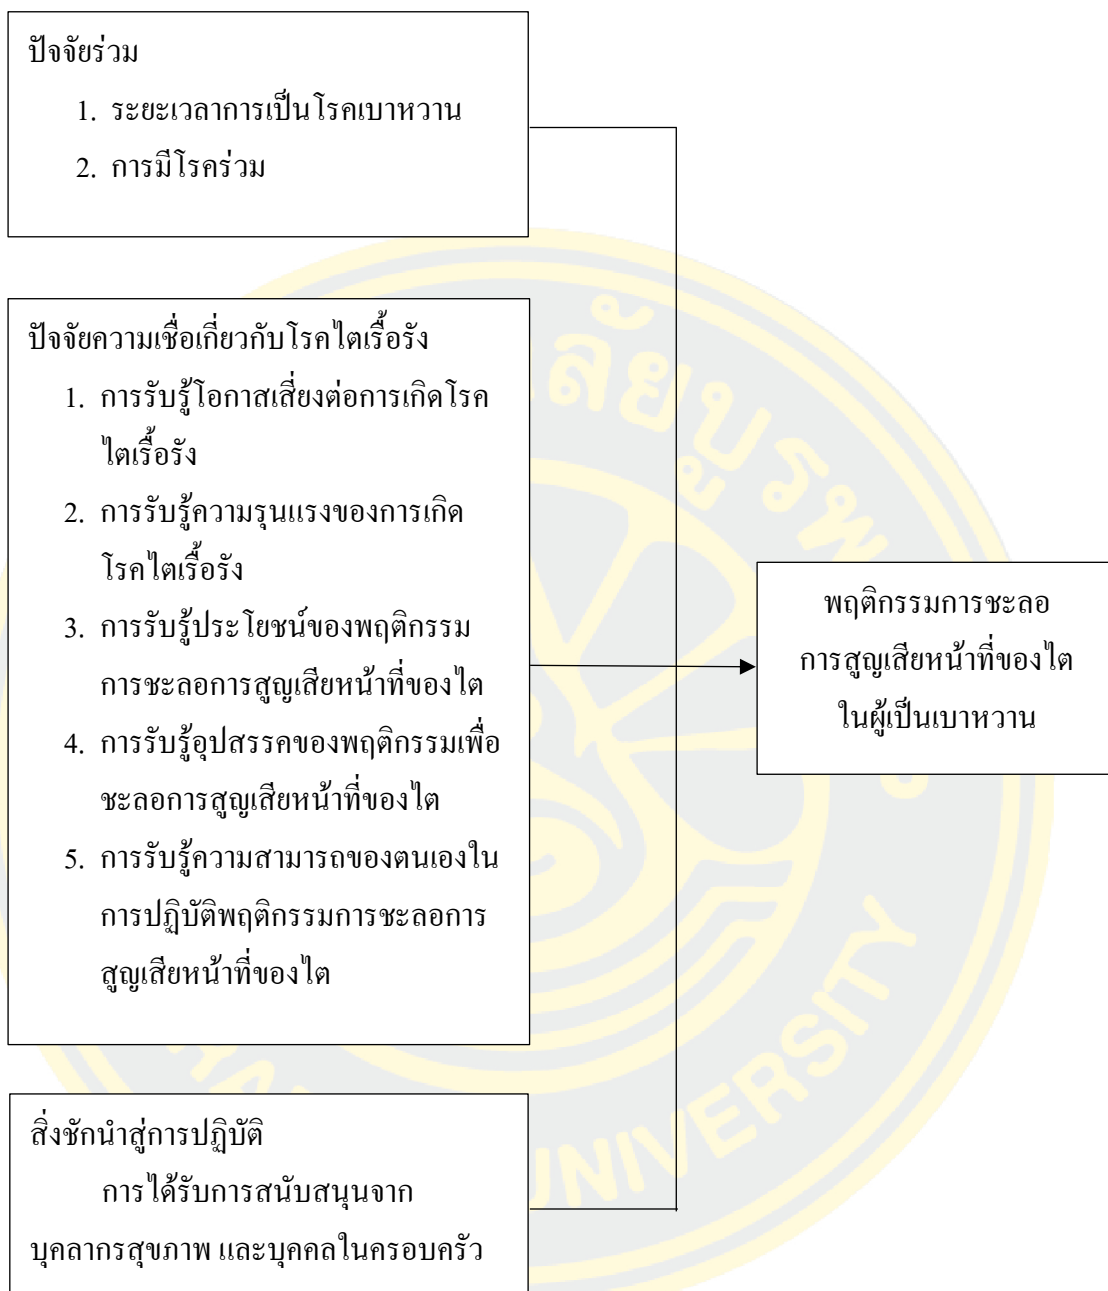 ปัจจัยร่วม
1. ระยะเวลาการเป็นโรคเบาหวาน
2. การมีโรคร่วม
ปัจจัยความเชื่อเกี่ยวกับโรคไตเรื้อรัง
1. การรับรู้โอกาสเสี่ยงต่อการเกิดโรค
ไตเรื้อรัง
2. การรับรู้ความรุนแรงของการเกิด
โรคไตเรื้อรัง
3. การรับรู้ประโยชน์ของพฤติกรรม
การชะลอการสูญเสียหน้าที่ของไต
4. การรับรู้อุปสรรคของพฤติกรรมเพื่อ
ชะลอการสูญเสียหน้าที่ของไต
5. การรับรู้ความสามารถของตนเองใน
การปฏิบัติพฤติกรรมการชะลอการ
สูญเสียหน้าที่ของไต
สิ่งชักนำสู่การปฏิบัติ
การได้รับการสนับสนุนจาก
บุคลากรสุขภาพ และบุคคลในครอบครัว
พฤติกรรมการชะลอ
การสูญเสียหน้าที่ของไต
ในผู้เป็นเบาหวาน
ลัยบูรพ
UNIVERSITY